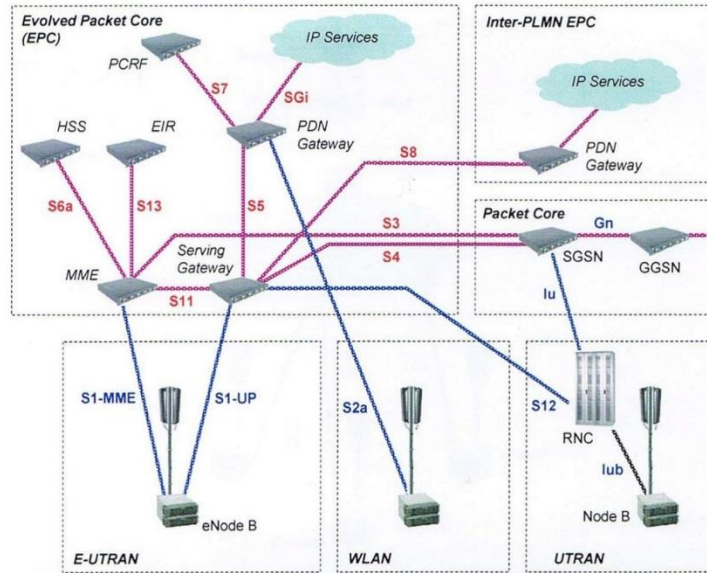 Evolved Packet Core
(EPC)
IP Services
Inter-PLMN EPC
PCRF
S7
SGi
IP Services
HSS
EIR
PDN
Gateway
S8
PDN
Gateway
S6a
S13
S5
S3
Packet Core
Gn
MME
Serving
Gateway
S4
SGSN
GGSN
S11
Iu
S1-MME
S1-UP
S2a
S12
RNC
Iub
eNode B
Node B
E-UTRAN
WLAN
UTRAN